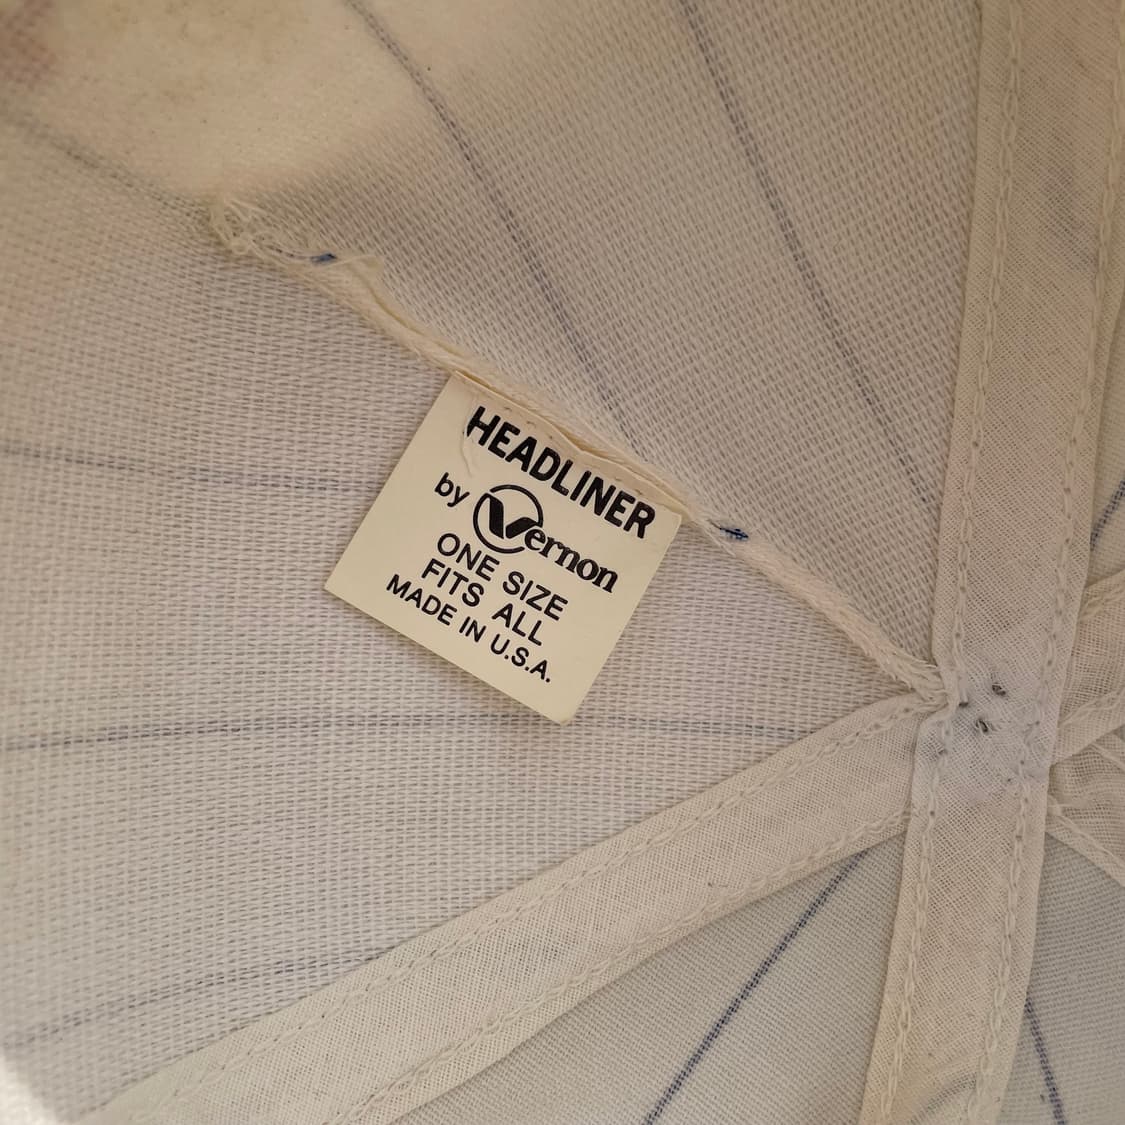 HEADLINER
by Vernon
ONE SIZE
FITS ALL
MADE IN U.S.A.